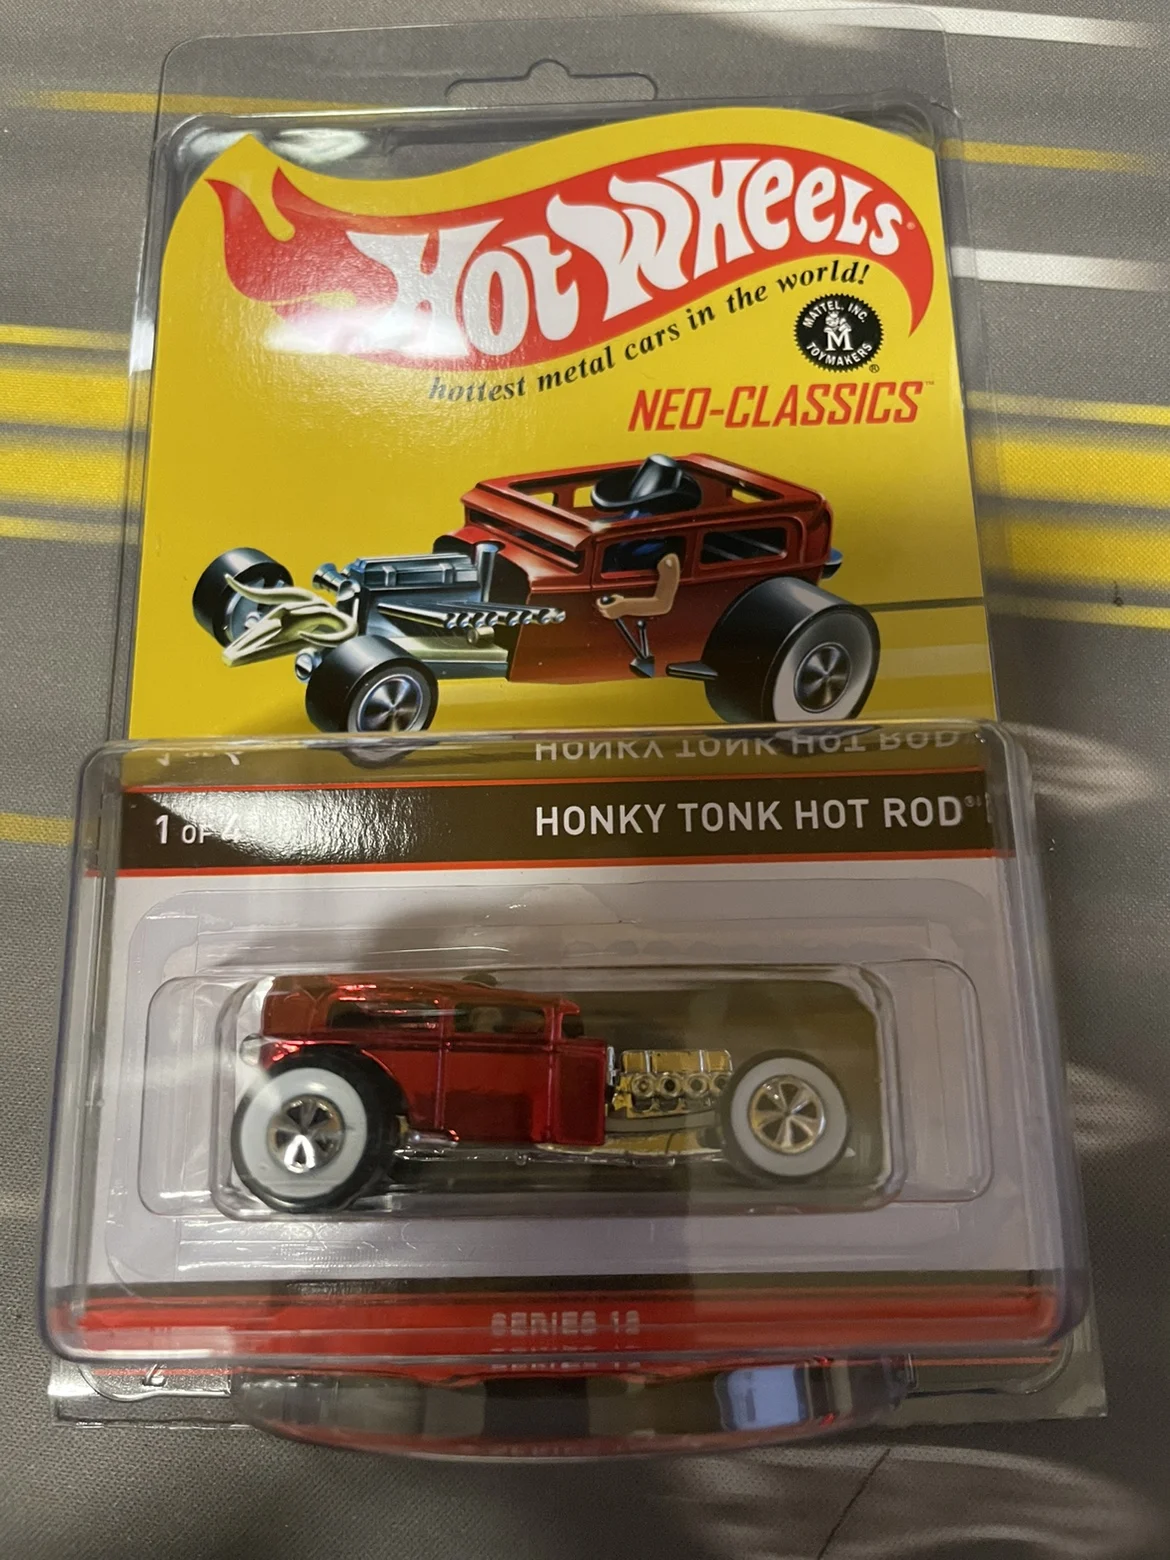 HOT WHEELS®
hottest metal cars in the world!
MATTEL, INC.
M
TOYMAKERS
®
NEO-CLASSICS™
HONKY TONK HOT ROD
1 OF 4
HONKY TONK HOT ROD®
SERIES 12